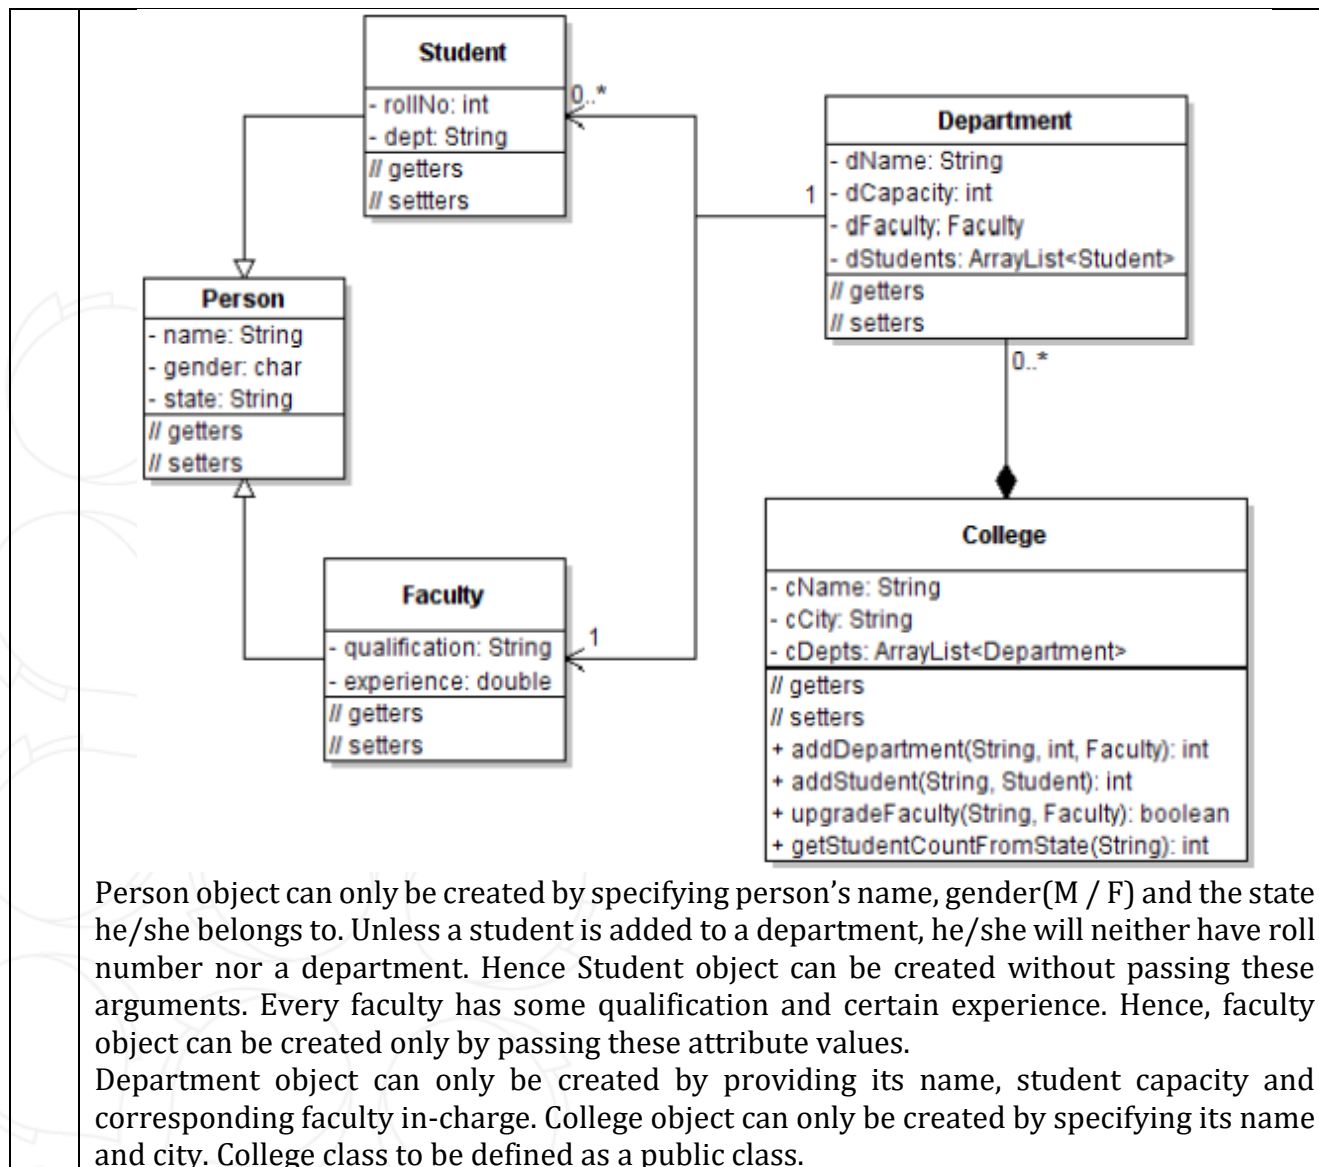 Student
- rollNo: int
- dept: String
// getters
// settters
0..*
Department
- dName: String
- dCapacity: int
- dFaculty: Faculty
- dStudents: ArrayList<Student>
// getters
// setters
1
0..*
Person
- name: String
- gender: char
- state: String
// getters
// setters
Faculty
- qualification: String
- experience: double
// getters
// setters
1
College
- cName: String
- cCity: String
- cDepts: ArrayList<Department>
// getters
// setters
+ addDepartment(String, int, Faculty): int
+ addStudent(String, Student): int
+ upgradeFaculty(String, Faculty): boolean
+ getStudentCountFromState(String): int
Person object can only be created by specifying person’s name, gender(M / F) and the state
he/she belongs to. Unless a student is added to a department, he/she will neither have roll
number nor a department. Hence Student object can be created without passing these
arguments. Every faculty has some qualification and certain experience. Hence, faculty
object can be created only by passing these attribute values.
Department object can only be created by providing its name, student capacity and
corresponding faculty in-charge. College object can only be created by specifying its name
and city. College class to be defined as a public class.